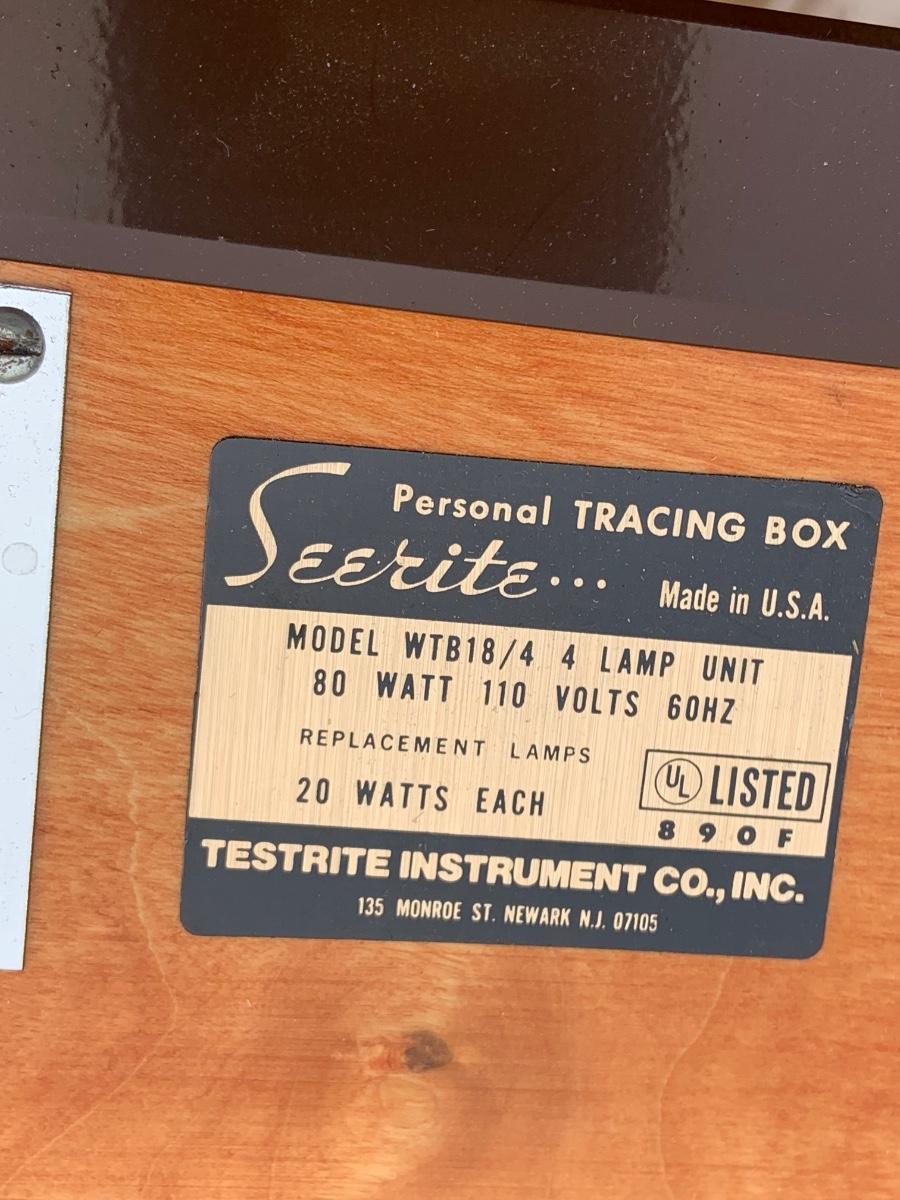 Personal TRACING BOX
Seerite...
Made in U.S.A.
MODEL WTB18/4 4 LAMP UNIT
80 WATT 110 VOLTS 60HZ
REPLACEMENT LAMPS
20 WATTS EACH
UL LISTED
890F
TESTRITE INSTRUMENT CO., INC.
135 MONROE ST. NEWARK N.J. 07105